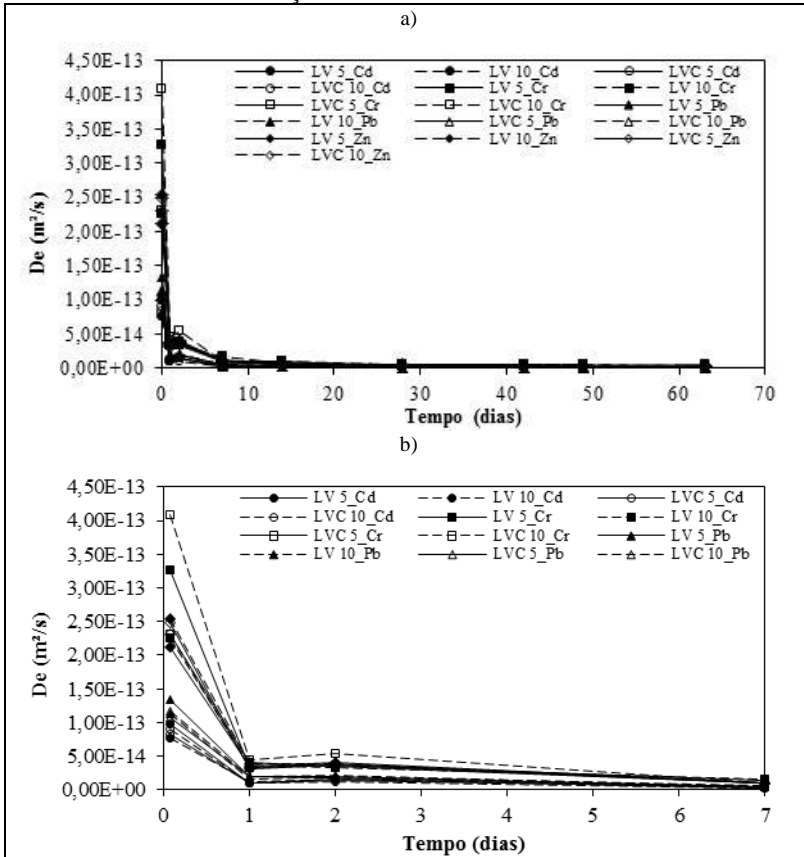 a)
4,50E-13
4,00E-13
3,50E-13
3,00E-13
2,50E-13
2,00E-13
1,50E-13
1,00E-13
5,00E-14
0,00E+00
De (m²/s)
LV 5_Cd LV 10_Cd LVC 5_Cd
LVC 10_Cd LV 5_Cr LV 10_Cr
LVC 5_Cr LVC 10_Cr LV 5_Pb
LV 10_Pb LVC 5_Pb LVC 10_Pb
LV 5_Zn LV 10_Zn LVC 5_Zn
LVC 10_Zn
0 10 20 30 40 50 60 70
Tempo (dias)
b)
4,50E-13
4,00E-13
3,50E-13
3,00E-13
2,50E-13
2,00E-13
1,50E-13
1,00E-13
5,00E-14
0,00E+00
De (m²/s)
LV 5_Cd LV 10_Cd LVC 5_Cd
LVC 10_Cd LV 5_Cr LV 10_Cr
LVC 5_Cr LVC 10_Cr LV 5_Pb
LV 10_Pb LVC 5_Pb LVC 10_Pb
0 1 2 3 4 5 6 7
Tempo (dias)